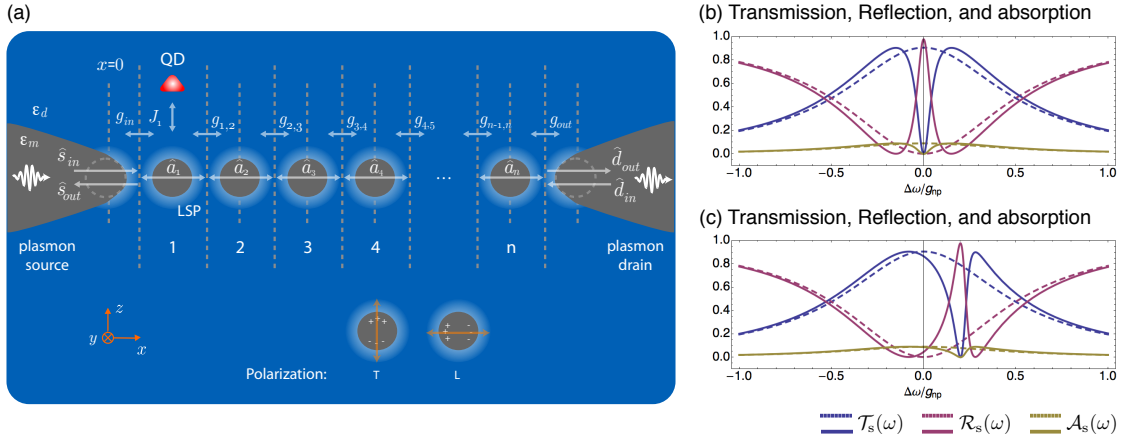 (a)
x=0
QD
ε_d
ε_m
g_in
J_1
g_1,2
g_2,3
g_3,4
g_4,5
g_n-1,n
g_out
ŝ_in
ŝ_out
â_1
â_2
â_3
â_4
...
â_n
d̂_out
d̂_in
LSP
plasmon
source
1
2
3
4
n
plasmon
drain
z
y
x
+ + +
- - -
+
+
+
-
-
-
Polarization:
T
L
(b) Transmission, Reflection, and absorption
1.0
0.8
0.6
0.4
0.2
0.0
-1.0 -0.5 0.0 0.5 1.0
Δω/g_np
(c) Transmission, Reflection, and absorption
1.0
0.8
0.6
0.4
0.2
0.0
-1.0 -0.5 0.0 0.5 1.0
Δω/g_np
𝒯_s(ω) ℛ_s(ω) 𝒜_s(ω)